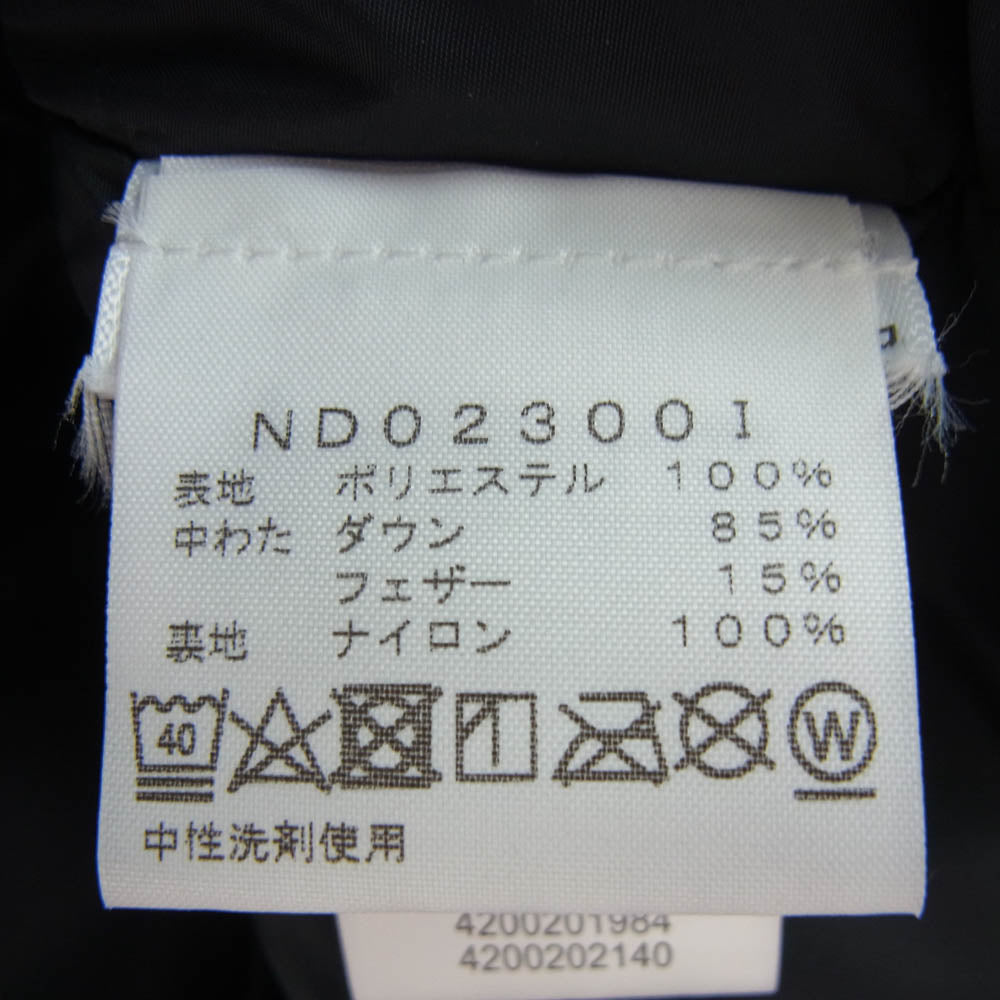 ND02300I
表地 ポリエステル 100%
中わた ダウン 85%
フェザー 15%
裏地 ナイロン 100%
40 W
中性洗剤使用
4200201984
4200202140